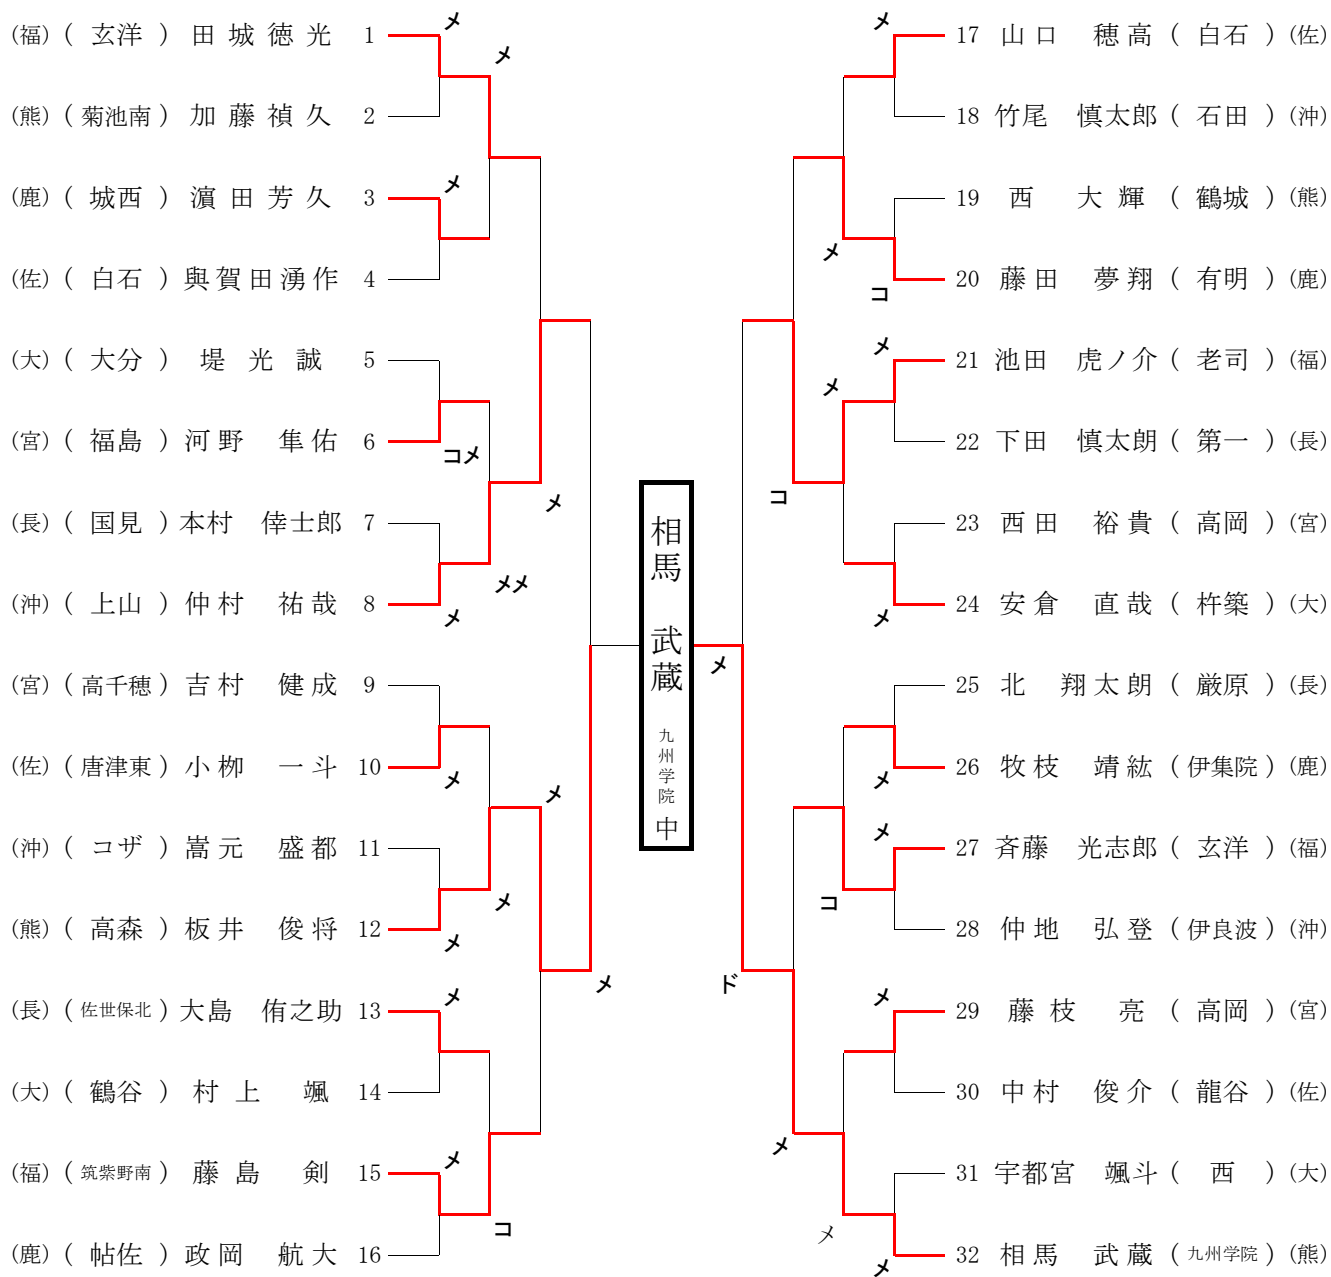 (福) ( 玄洋 ) 田城徳光 1
メ
メ
(熊) ( 菊池南 ) 加藤禎久 2
メ
(鹿) ( 城西 ) 濵田芳久 3
(佐) ( 白石 ) 與賀田湧作 4
(大) ( 大分 ) 堤光誠 5
(宮) ( 福島 ) 河野 隼佑 6
コメ
メ
(長) ( 国見 ) 本村 倖士郎 7
メメ
(沖) ( 上山 ) 仲村 祐哉 8
メ
(宮) ( 高千穂 ) 吉村 健成 9
(佐) ( 唐津東 ) 小栁 一斗 10
メ
メ
(沖) ( コザ ) 嵩元 盛都 11
メ
(熊) ( 高森 ) 板井 俊将 12
メ
メ
(長) ( 佐世保北 ) 大島 侑之助 13
メ
(大) ( 鶴谷 ) 村上 颯 14
メ
(福) ( 筑紫野南 ) 藤島 剣 15
コ
(鹿) ( 帖佐 ) 政岡 航大 16
相馬 武蔵 九州学院 中
メ
メ
17 山口 穂高 ( 白石 ) (佐)
18 竹尾 慎太郎 ( 石田 ) (沖)
19 西 大輝 ( 鶴城 ) (熊)
メ
20 藤田 夢翔 ( 有明 ) (鹿)
コ
メ
21 池田 虎ノ介 ( 老司 ) (福)
メ
22 下田 慎太朗 ( 第一 ) (長)
コ
23 西田 裕貴 ( 高岡 ) (宮)
24 安倉 直哉 ( 杵築 ) (大)
メ
25 北 翔太朗 ( 厳原 ) (長)
26 牧枝 靖紘 ( 伊集院 ) (鹿)
メ
メ
27 斉藤 光志郎 ( 玄洋 ) (福)
コ
28 仲地 弘登 ( 伊良波 ) (沖)
ド
メ
29 藤枝 亮 ( 高岡 ) (宮)
30 中村 俊介 ( 龍谷 ) (佐)
メ
31 宇都宮 颯斗 ( 西 ) (大)
メ
32 相馬 武蔵 ( 九州学院 ) (熊)
メ